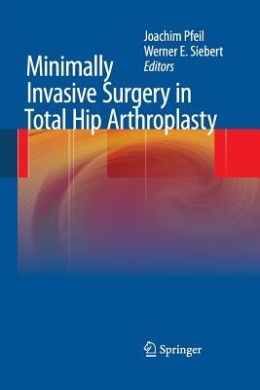 Joachim Pfeil
Werner E. Siebert
Editors
Minimally
Invasive Surgery in
Total Hip Arthroplasty
Springer